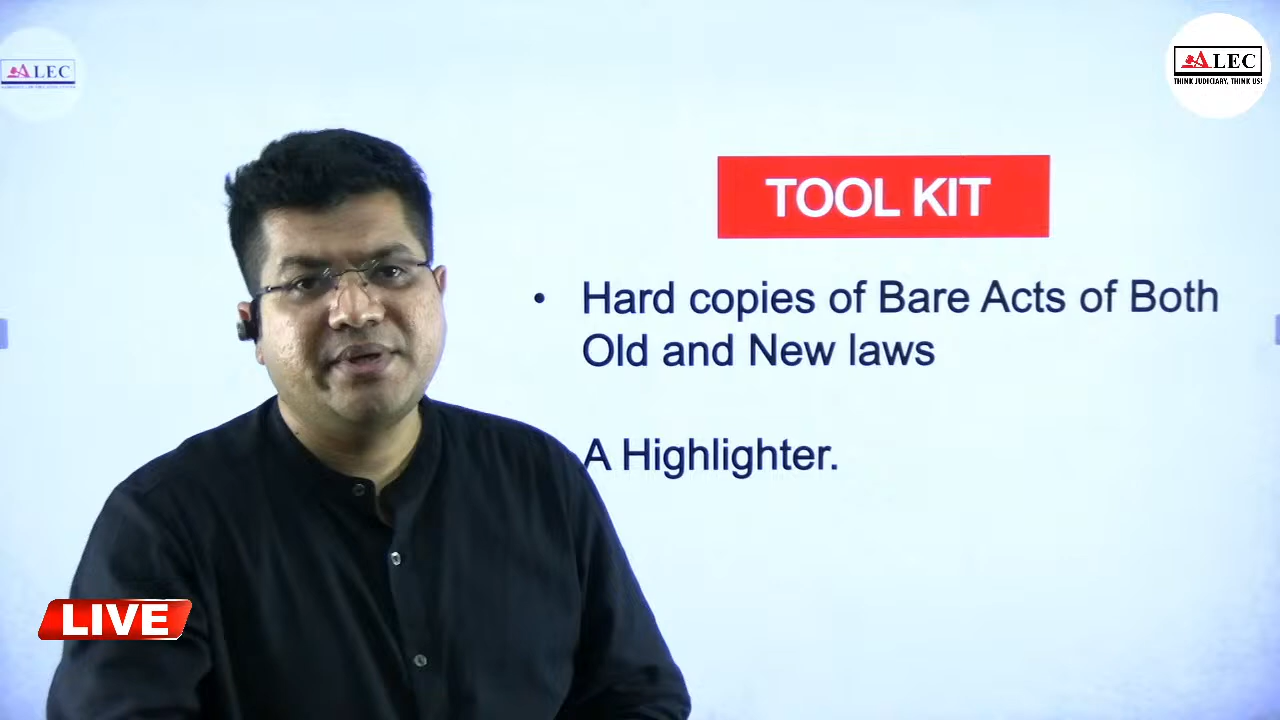 ALEC
ALEC
THINK JUDICIARY, THINK US!
TOOL KIT
• Hard copies of Bare Acts of Both
Old and New laws
A Highlighter.
LIVE